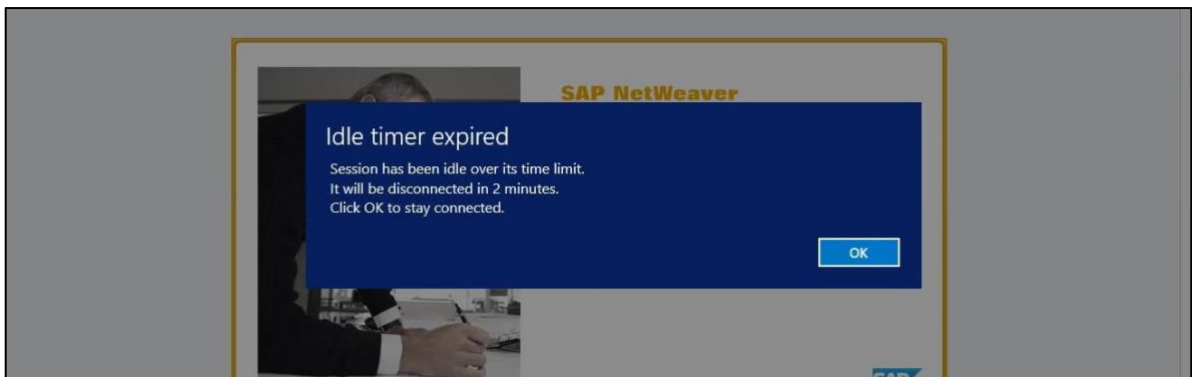 SAP NetWeaver
Idle timer expired
Session has been idle over its time limit.
It will be disconnected in 2 minutes.
Click OK to stay connected.
OK
SAP